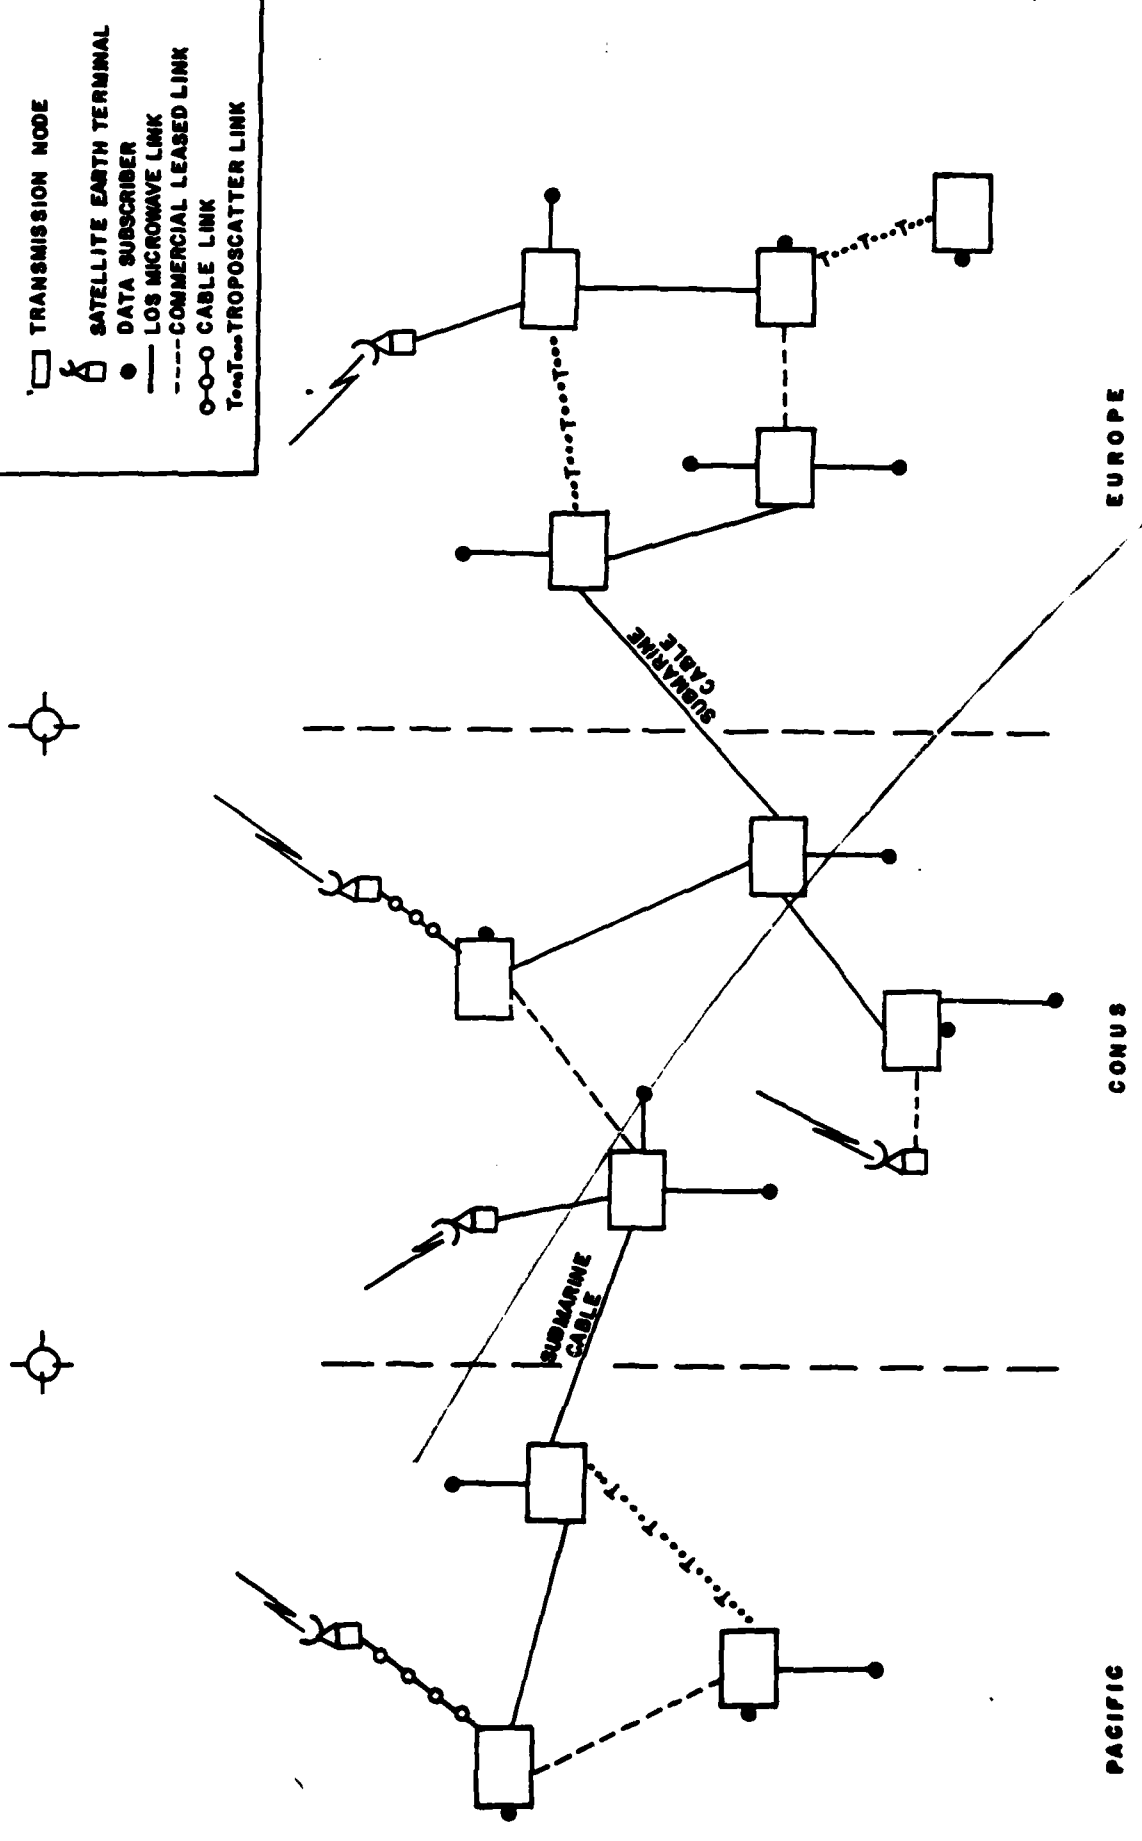 TRANSMISSION NODE
SATELLITE EARTH TERMINAL
DATA SUBSCRIBER
LOS MICROWAVE LINK
COMMERCIAL LEASED LINK
CABLE LINK
T...T...TROPOSCATTER LINK
SUBMARINE
CABLE
SUBMARINE
CABLE
PACIFIC
CONUS
EUROPE